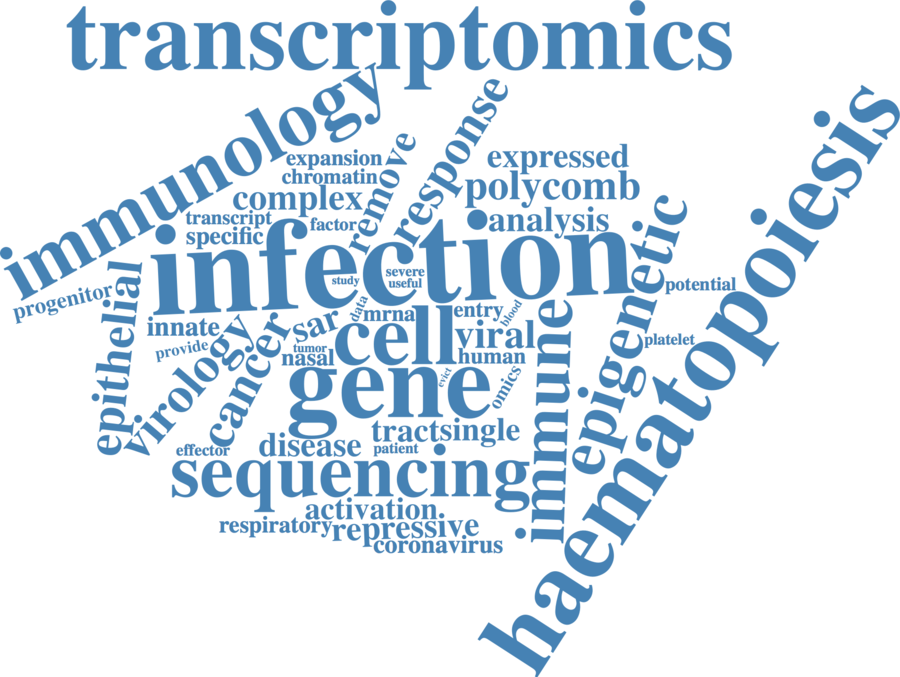 transcriptomics
immunology
response
haematopoiesis
remove
expansion
chromatin
complex
expressed
polycomb
transcript
factor
specific
analysis
infection
epigenetic
progenitor
epithelial
severe
study
useful
potential
data
mrna
entry
blood
innate
sar
cell
viral
immune
platelet
provide
virology
cancer
tumor
nasal
human
gene
evict
omics
effector
disease
tract
single
patient
sequencing
activation.
respiratory
repressive
coronavirus